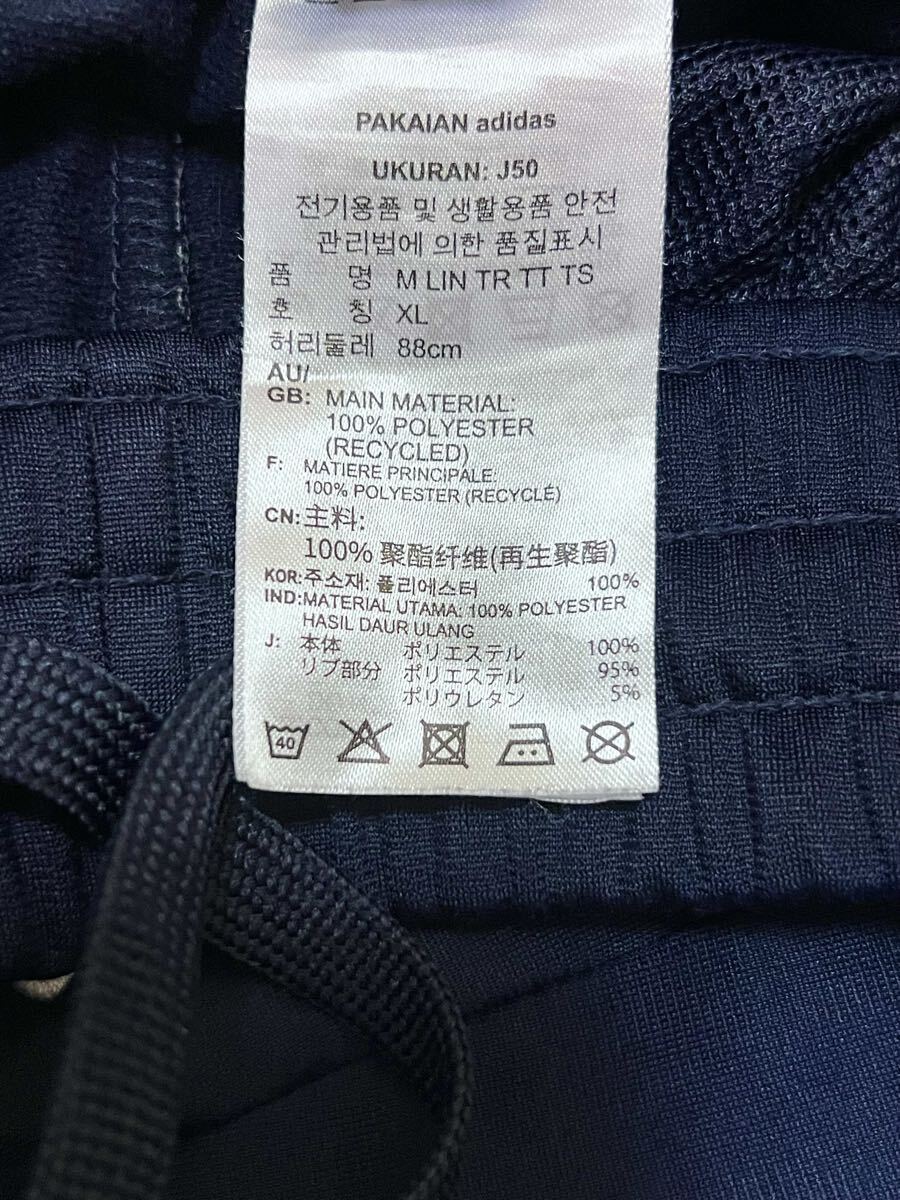 PAKAIAN adidas
UKURAN: J50
전기용품 및 생활용품 안전
관리법에 의한 품질표시
품 명 M LIN TR TT TS
호 칭 XL
허리둘레 88cm
AU/
GB: MAIN MATERIAL:
100% POLYESTER
(RECYCLED)
F: MATIERE PRINCIPALE:
100% POLYESTER (RECYCLÉ)
CN:主料:
100% 聚酯纤维(再生聚酯)
KOR:주소재: 폴리에스터 100%
IND:MATERIAL UTAMA: 100% POLYESTER
HASIL DAUR ULANG
J: 本体 ポリエステル 100%
リブ部分 ポリエステル 95%
ポリウレタン 5%
40